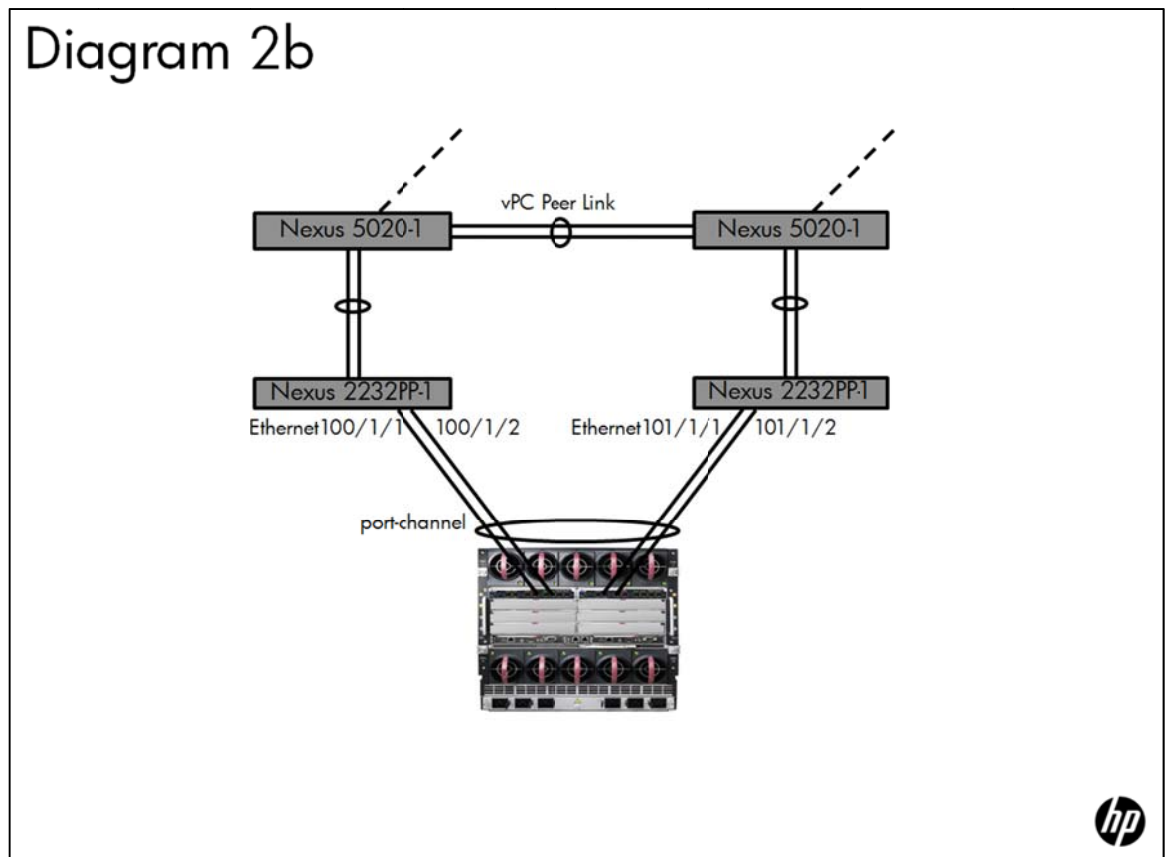 Diagram 2b
vPC Peer Link
Nexus 5020-1
Nexus 5020-1
Nexus 2232PP-1
Nexus 2232PP-1
Ethernet100/1/1
100/1/2
Ethernet101/1/1
101/1/2
port-channel
hp